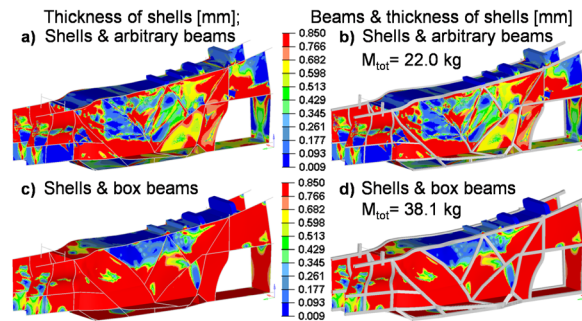 Thickness of shells [mm];
Beams & thickness of shells [mm]
a) Shells & arbitrary beams
b) Shells & arbitrary beams
M_tot= 22.0 kg
0.850
0.766
0.682
0.598
0.513
0.429
0.345
0.261
0.177
0.093
0.009
c) Shells & box beams
d) Shells & box beams
M_tot= 38.1 kg
0.850
0.766
0.682
0.598
0.513
0.429
0.345
0.261
0.177
0.093
0.009